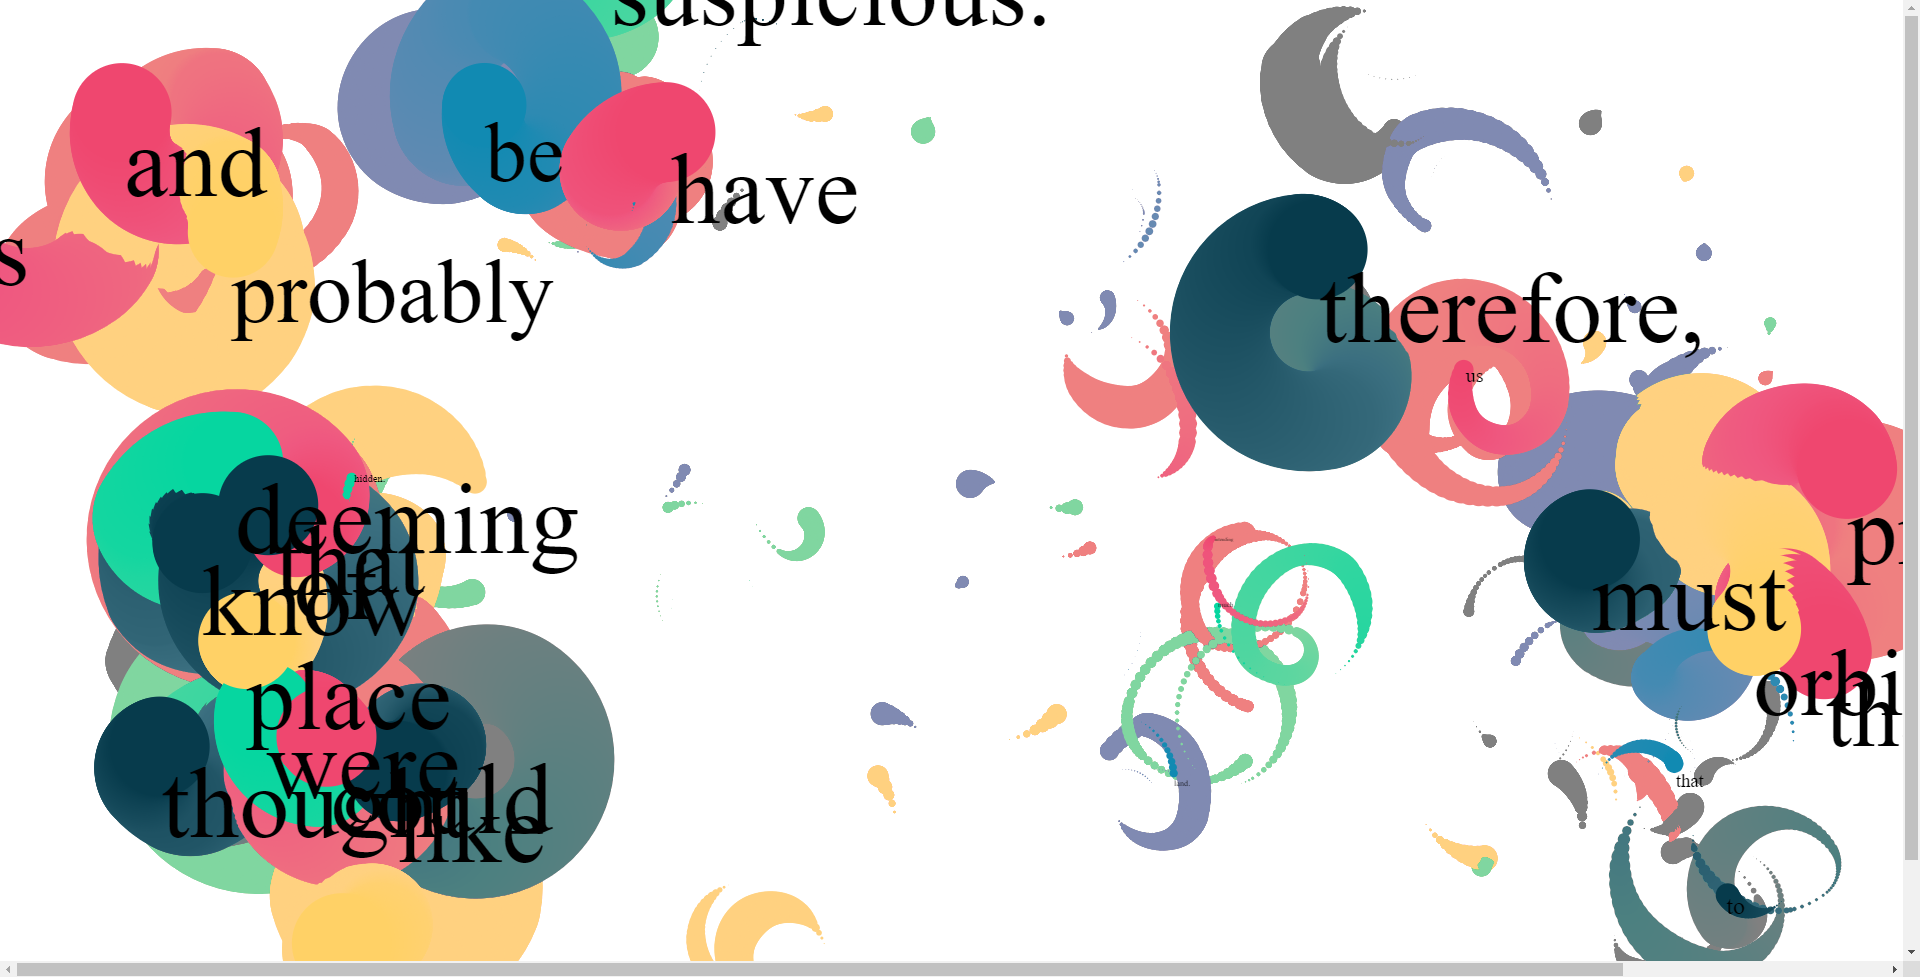 suspicious.
and
be
have
s
probably
therefore,
us
hidden.
deeming
that
of
know
must
place
orbi
th
were
that
could
thought
like
to
land.